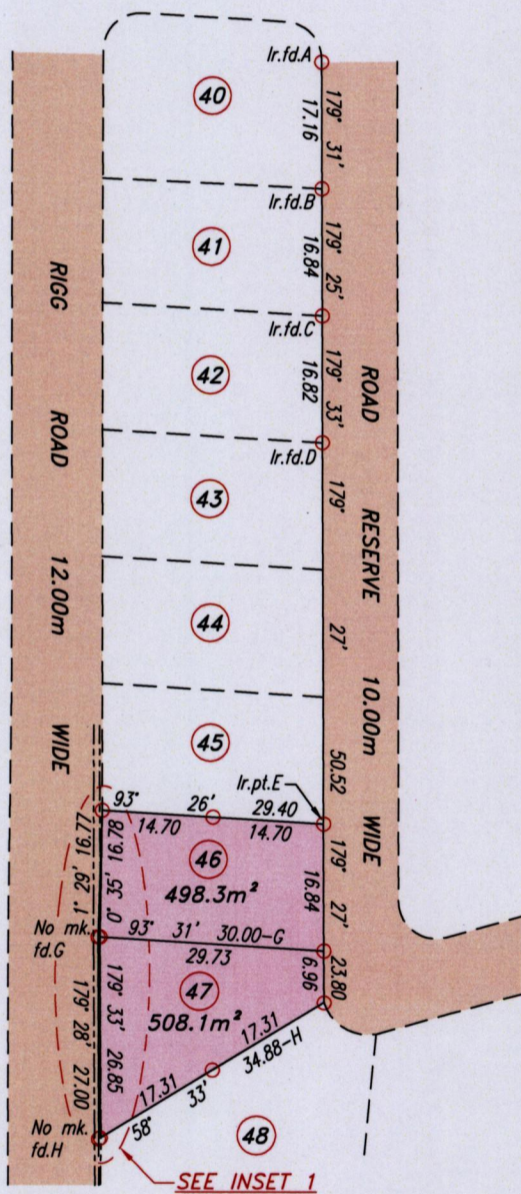 Ir.fd.A
40
179° 31'
17.16
Ir.fd.B
41
179° 25'
16.84
Ir.fd.C
42
179° 33'
16.82
Ir.fd.D
43
179° 27'
50.52
44
45
RIGG ROAD 12.00m WIDE
ROAD RESERVE 10.00m WIDE
Ir.pt.E
93° 26' 29.40
14.70 14.70
46
498.3m²
1° 29' 16.77
0° 35' 16.78
179° 27'
16.84
23.80
No mk.
fd.G
93° 31' 30.00-G
29.73
6.96
47
508.1m²
179° 33' 26.85
179° 28' 27.00
17.31
34.88-H
17.31
58° 33'
No mk.
fd.H
48
SEE INSET 1